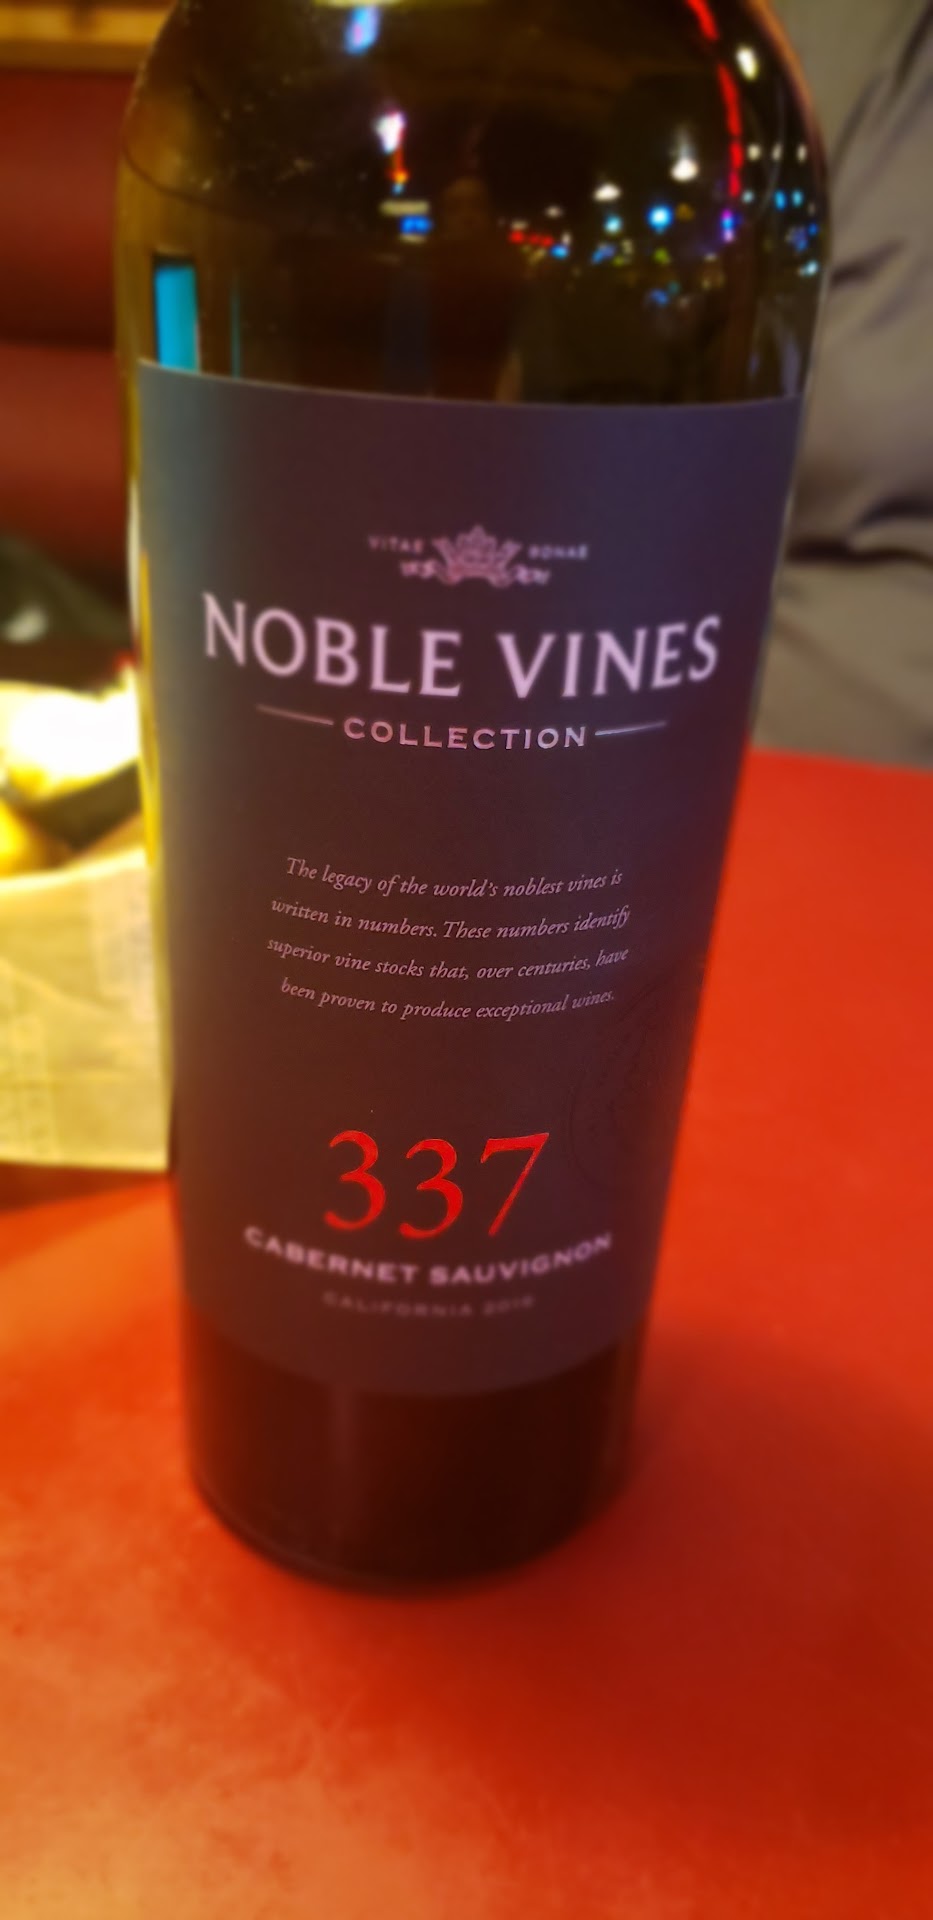 VITAE BONAE
NOBLE VINES
COLLECTION
The legacy of the world's noblest vines is
written in numbers. These numbers identify
superior vine stocks that, over centuries, have
been proven to produce exceptional wines.
337
CABERNET SAUVIGNON
CALIFORNIA